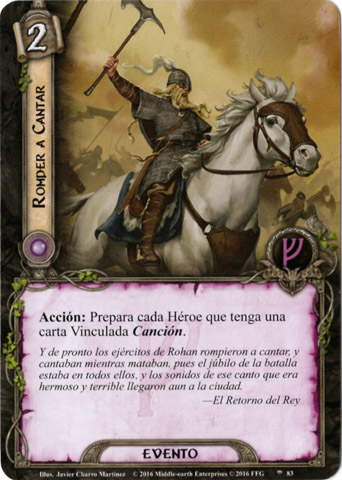 2
ROMPER A CANTAR
Acción: Prepara cada Héroe que tenga una
carta Vinculada Canción.
Y de pronto los ejércitos de Rohan rompieron a cantar, y
cantaban mientras mataban, pues el júbilo de la batalla
estaba en todos ellos, y los sonidos de ese canto que era
hermoso y terrible llegaron aun a la ciudad.
—El Retorno del Rey
EVENTO
Illus. Javier Charro Martínez © 2016 Middle-earth Enterprises © 2016 FFG 83